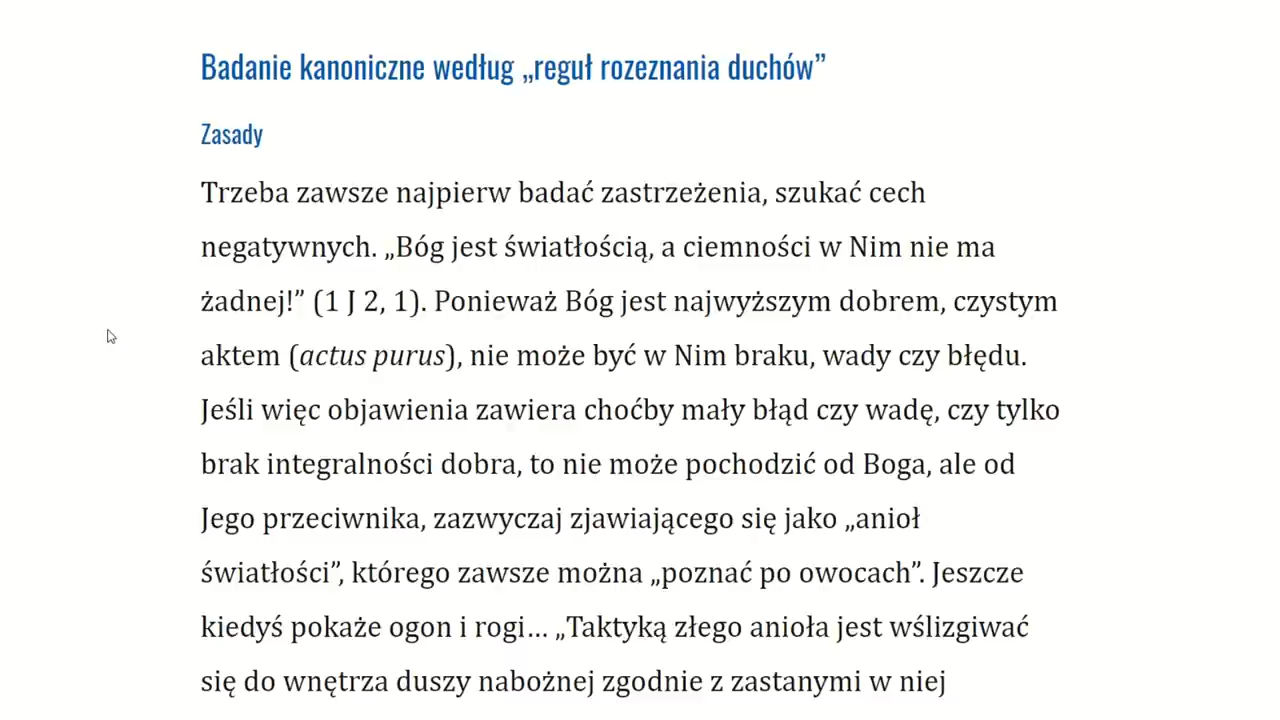 Badanie kanoniczne według „reguł rozeznania duchów”
Zasady
Trzeba zawsze najpierw badać zastrzeżenia, szukać cech
negatywnych. „Bóg jest światłością, a ciemności w Nim nie ma
żadnej!” (1 J 2, 1). Ponieważ Bóg jest najwyższym dobrem, czystym
aktem (actus purus), nie może być w Nim braku, wady czy błędu.
Jeśli więc objawienia zawiera choćby mały błąd czy wadę, czy tylko
brak integralności dobra, to nie może pochodzić od Boga, ale od
Jego przeciwnika, zazwyczaj zjawiającego się jako „anioł
światłości”, którego zawsze można „poznać po owocach”. Jeszcze
kiedyś pokaże ogon i rogi… „Taktyką złego anioła jest wślizgiwać
się do wnętrza duszy nabożnej zgodnie z zastanymi w niej